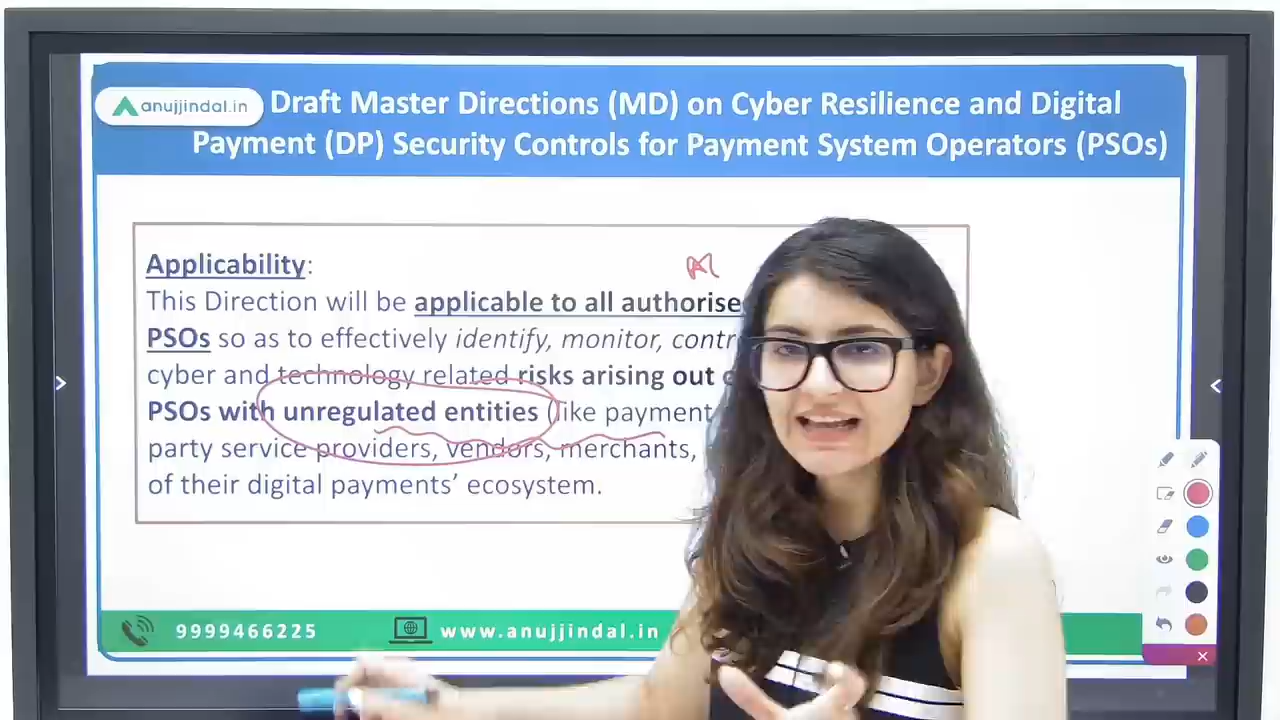 anujjindal.in
Draft Master Directions (MD) on Cyber Resilience and Digital
Payment (DP) Security Controls for Payment System Operators (PSOs)
Applicability:
This Direction will be applicable to all authorise
PSOs so as to effectively identify, monitor, contr
cyber and technology related risks arising out
PSOs with unregulated entities (like payment
party service providers, vendors, merchants,
of their digital payments’ ecosystem.
9999466225
www.anujjindal.in